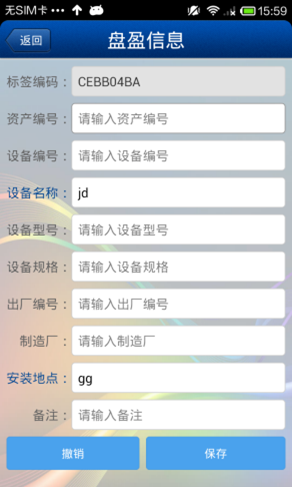 无SIM卡 ... 15:59
返回 盘盈信息
标签编码： CEBB04BA
资产编号： 请输入资产编号
设备编号： 请输入设备编号
设备名称： jd
设备型号： 请输入设备型号
设备规格： 请输入设备规格
出厂编号： 请输入出厂编号
制造厂： 请输入制造厂
安装地点： gg
备注： 请输入备注
撤销 保存